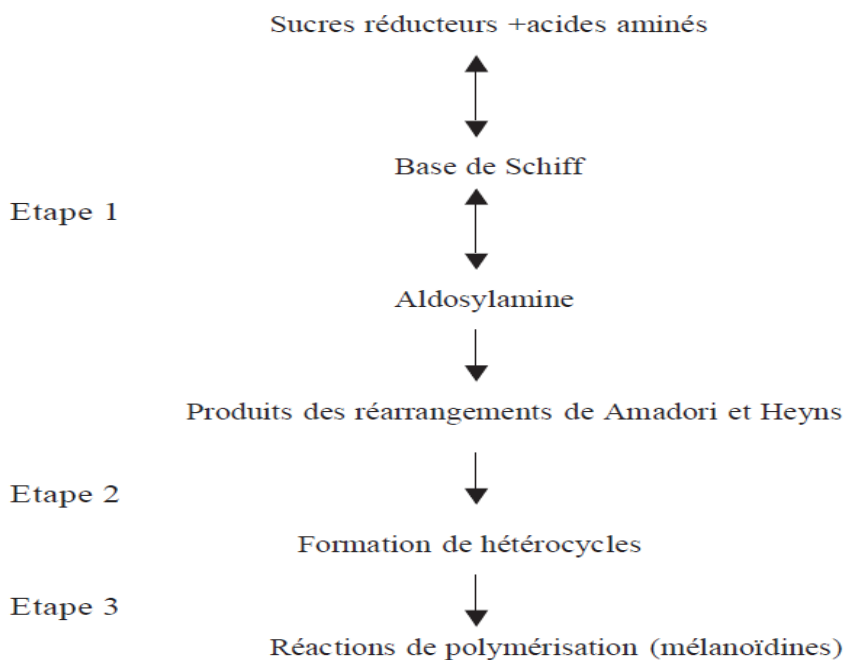 Sucres réducteurs +acides aminés
Base de Schiff
Etape 1
Aldosylamine
Produits des réarrangements de Amadori et Heyns
Etape 2
Formation de hétérocycles
Etape 3
Réactions de polymérisation (mélanoïdines)